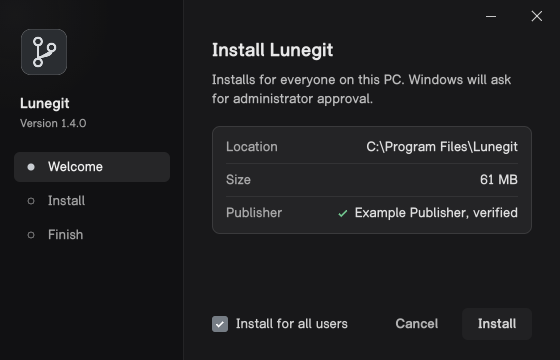 Lunegit
Version 1.4.0
Welcome
Install
Finish
Install Lunegit
Installs for everyone on this PC. Windows will ask
for administrator approval.
Location C:\Program Files\Lunegit
Size 61 MB
Publisher Example Publisher, verified
Install for all users
Cancel
Install